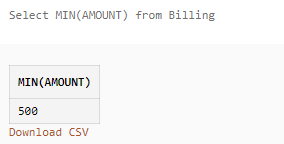 Select MIN(AMOUNT) from Billing
MIN(AMOUNT)
500
Download CSV